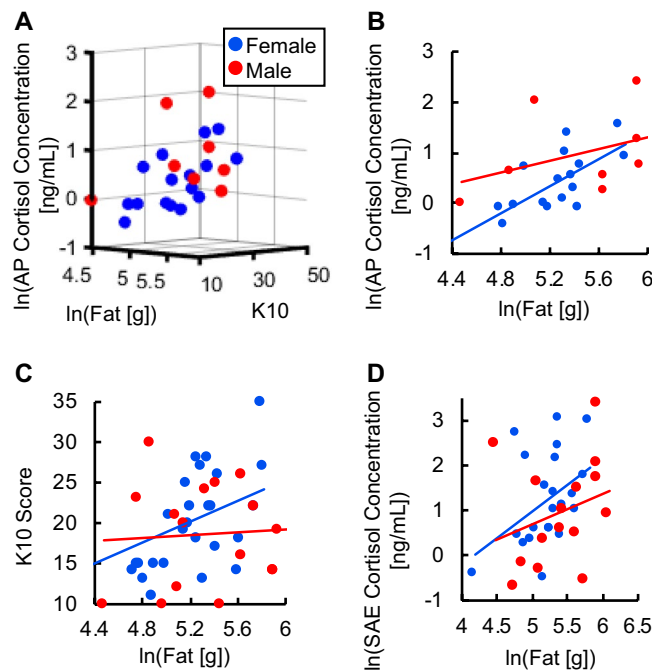 A
Female
Male
ln(AP Cortisol Concentration
[ng/mL])
3
2
1
0
-1
4.5
5
5.5
10
30
50
ln(Fat [g])
K10
B
ln(AP Cortisol Concentration
[ng/mL])
3
2
1
0
-1
4.4
4.8
5.2
5.6
6
ln(Fat [g])
C
K10 Score
35
30
25
20
15
10
4.4
4.8
5.2
5.6
6
ln(Fat [g])
D
ln(SAE Cortisol Concentration
[ng/mL])
3
2
1
0
-1
4
4.5
5
5.5
6
6.5
ln(Fat [g])